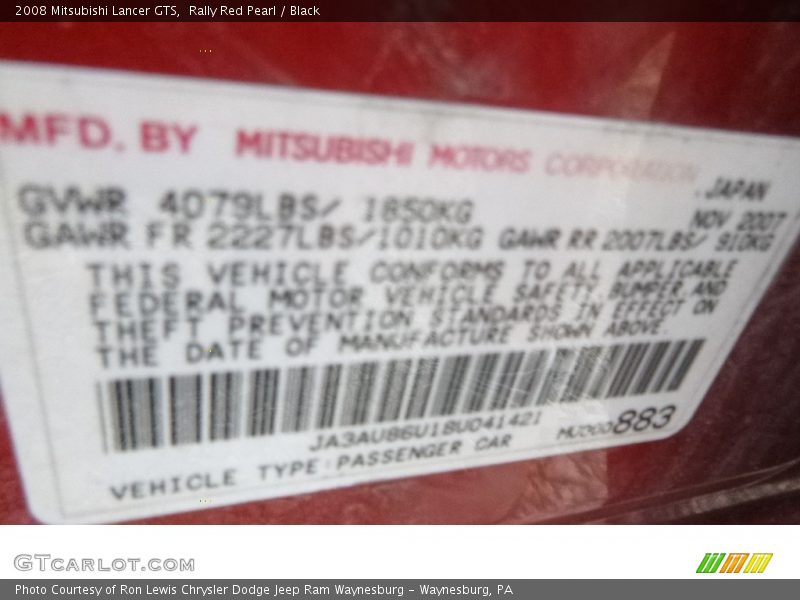 2008 Mitsubishi Lancer GTS, Rally Red Pearl / Black
MFD. BY MITSUBISHI MOTORS CORPORATION
, JAPAN
GVWR 4079LBS/ 1850KG NOV 2007
GAWR FR 2227LBS/1010KG GAWR RR 2007LBS/ 910KG
THIS VEHICLE CONFORMS TO ALL APPLICABLE
FEDERAL MOTOR VEHICLE SAFETY, BUMPER AND
THEFT PREVENTION STANDARDS IN EFFECT ON
THE DATE OF MANUFACTURE SHOWN ABOVE.
JA3AU86U18U041421
VEHICLE TYPE:PASSENGER CAR
883
GTCARLOT.COM
Photo Courtesy of Ron Lewis Chrysler Dodge Jeep Ram Waynesburg - Waynesburg, PA